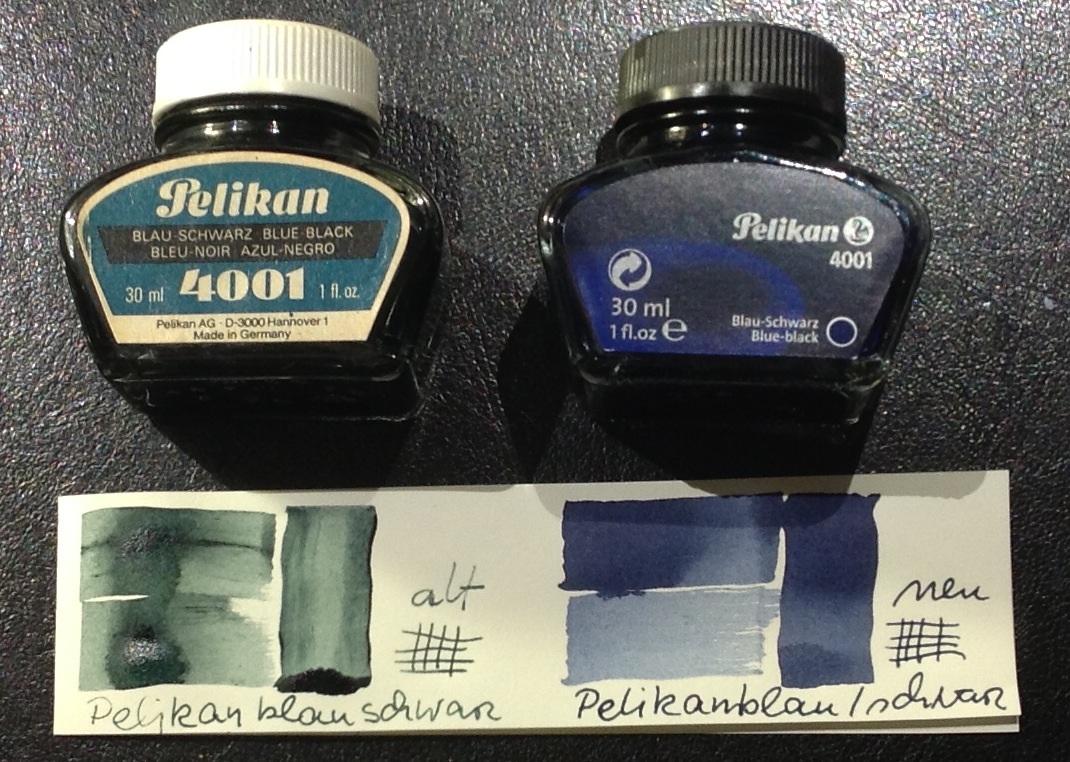 Pelikan
BLAU-SCHWARZ BLUE-BLACK
BLEU-NOIR AZUL-NEGRO
30 ml 4001 1 fl. oz.
Pelikan AG · D-3000 Hannover 1
Made in Germany
Pelikan
4001
30 ml
1 fl.oz e
Blau-Schwarz
Blue-black
alt
Pelikan blauschwarz
neu
Pelikanblau/schwarz